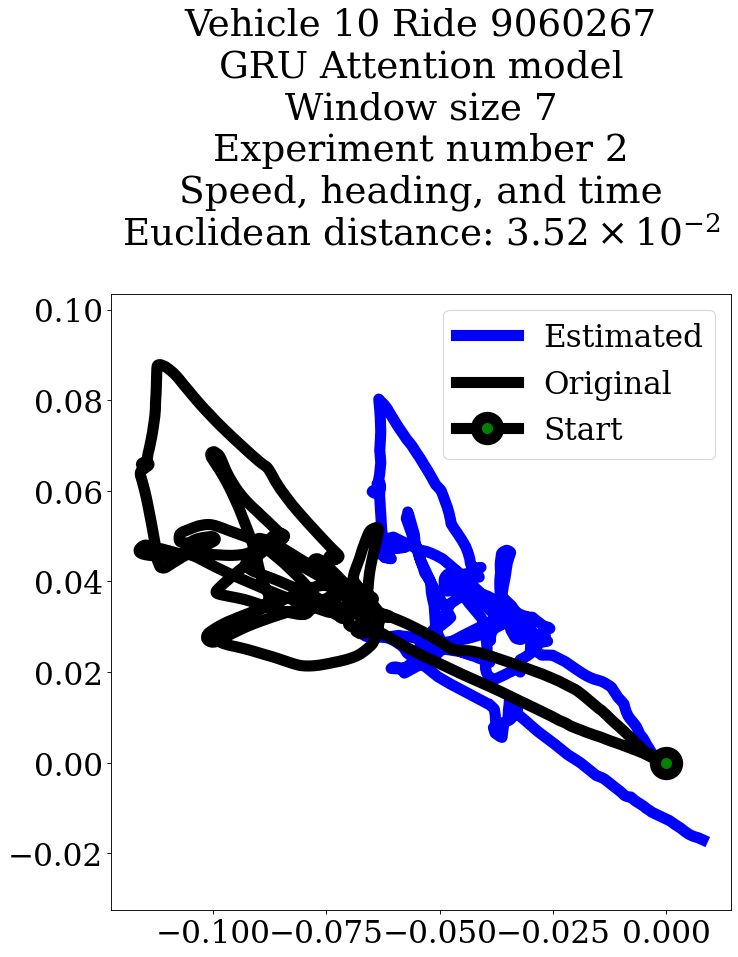 Vehicle 10 Ride 9060267
GRU Attention model
Window size 7
Experiment number 2
Speed, heading, and time
Euclidean distance: 3.52 × 10⁻²
Estimated
Original
Start
0.10
0.08
0.06
0.04
0.02
0.00
−0.02
−0.100 −0.075 −0.050 −0.025 0.000